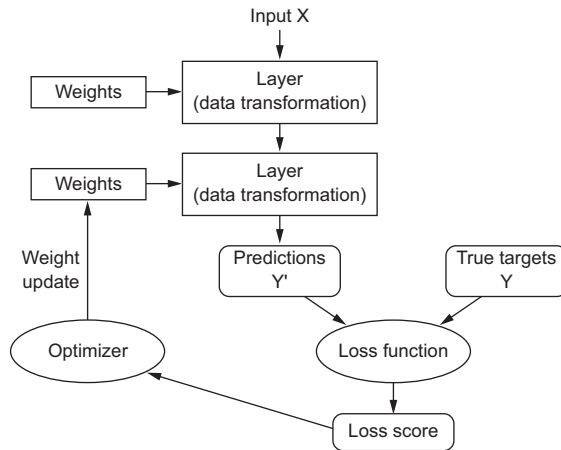 Input X
Layer
(data transformation)
Weights
Layer
(data transformation)
Weights
Weight
update
Predictions
Y'
True targets
Y
Optimizer
Loss function
Loss score